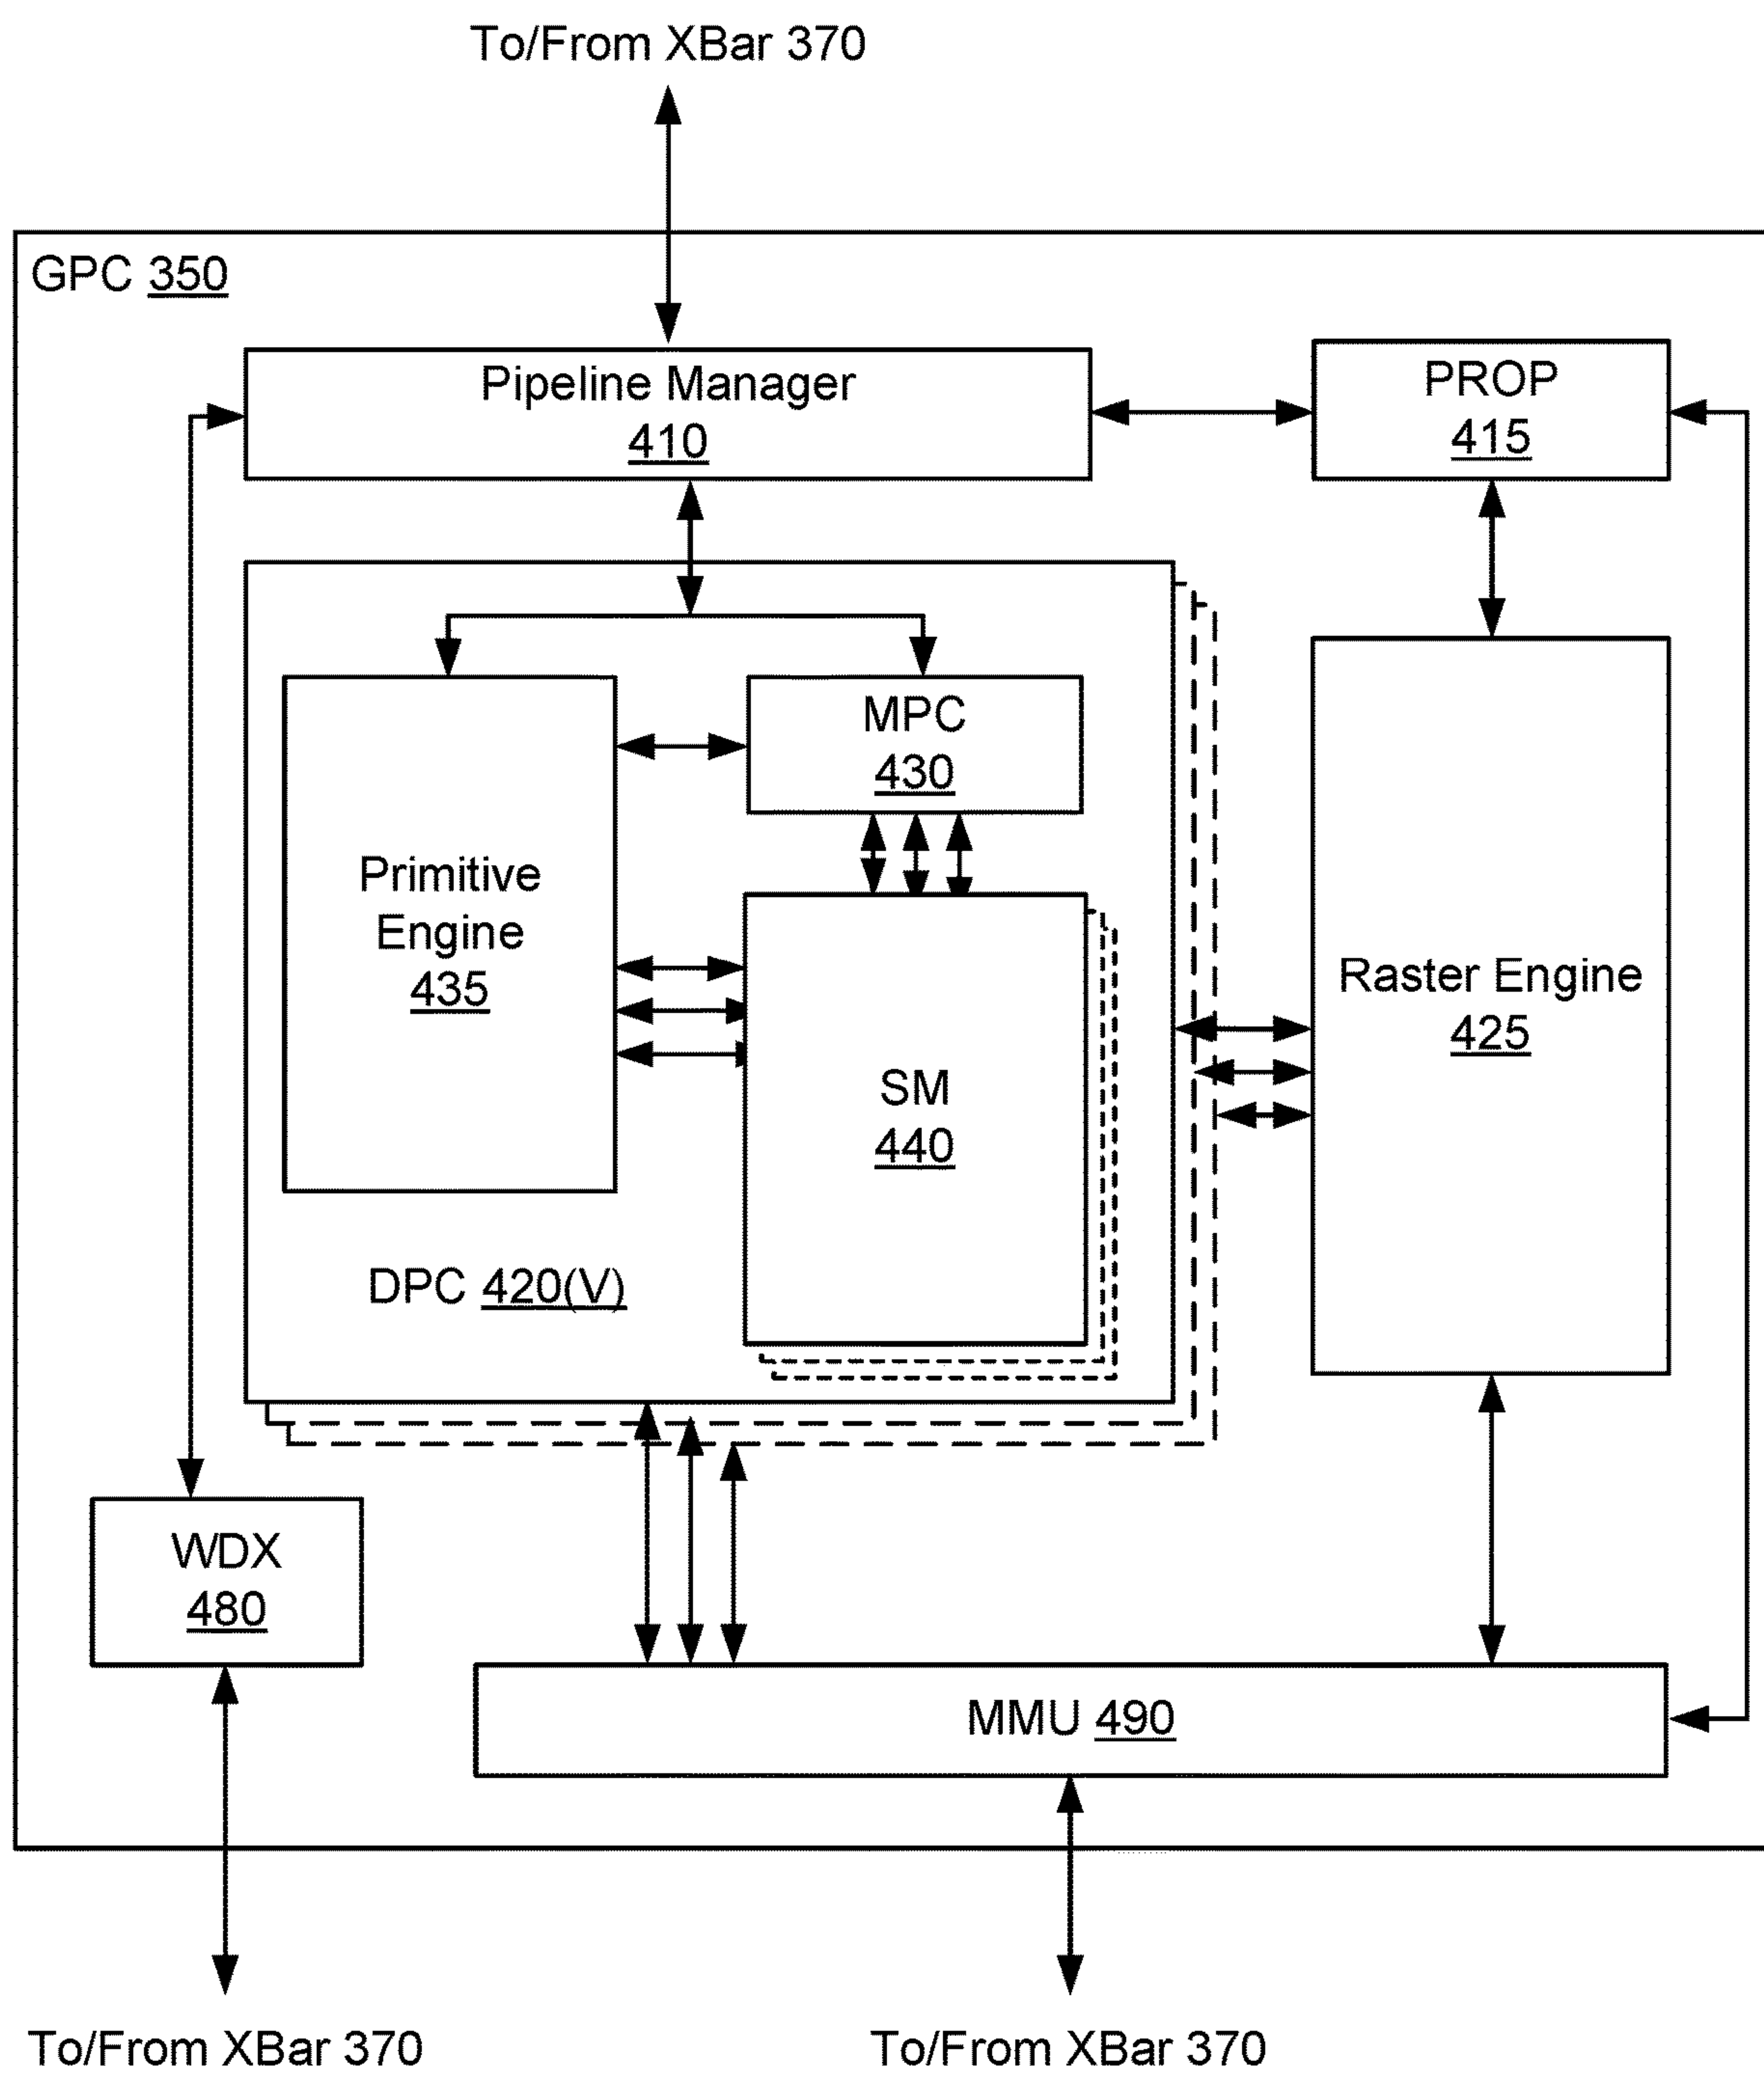 To/From XBar 370
GPC 350
Pipeline Manager
410
PROP
415
MPC
430
Primitive
Engine
435
Raster Engine
425
SM
440
DPC 420(V)
WDX
480
MMU 490
To/From XBar 370
To/From XBar 370